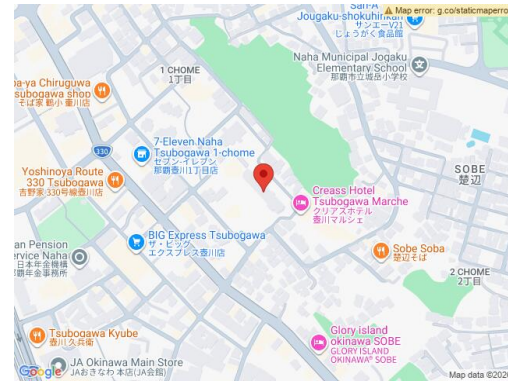 Map error: g.co/staticmaperro
San-A
Jougaku-shokuhinkan
サンエーV21
じょうがく食品館
Naha Municipal Jogaku
Elementary School
那覇市立城岳小学校
1 CHOME
1丁目
a-ya Chiruguwa
subogawa shop
そば家 鶴小 壷川店
330
7-Eleven Naha
Tsubogawa 1-chome
セブン-イレブン
那覇壷川1丁目店
Yoshinoya Route
330 Tsubogawa
吉野家 330号線壷川店
SOBE
楚辺
Creass Hotel
Tsubogawa Marche
クリアスホテル
壷川マルシェ
BIG Express Tsubogawa
ザ・ビッグ
エクスプレス壷川店
an Pension
ervice Naha
日本年金機構
那覇年金事務所
Sobe Soba
楚辺そば
2 CHOME
2丁目
Tsubogawa Kyube
壷川久兵衛
Glory island
okinawa SOBE
GLORY ISLAND
OKINAWA® SOBE
JA Okinawa Main Store
JAおきなわ 本店(JA会館)
Google
Map data ©2026